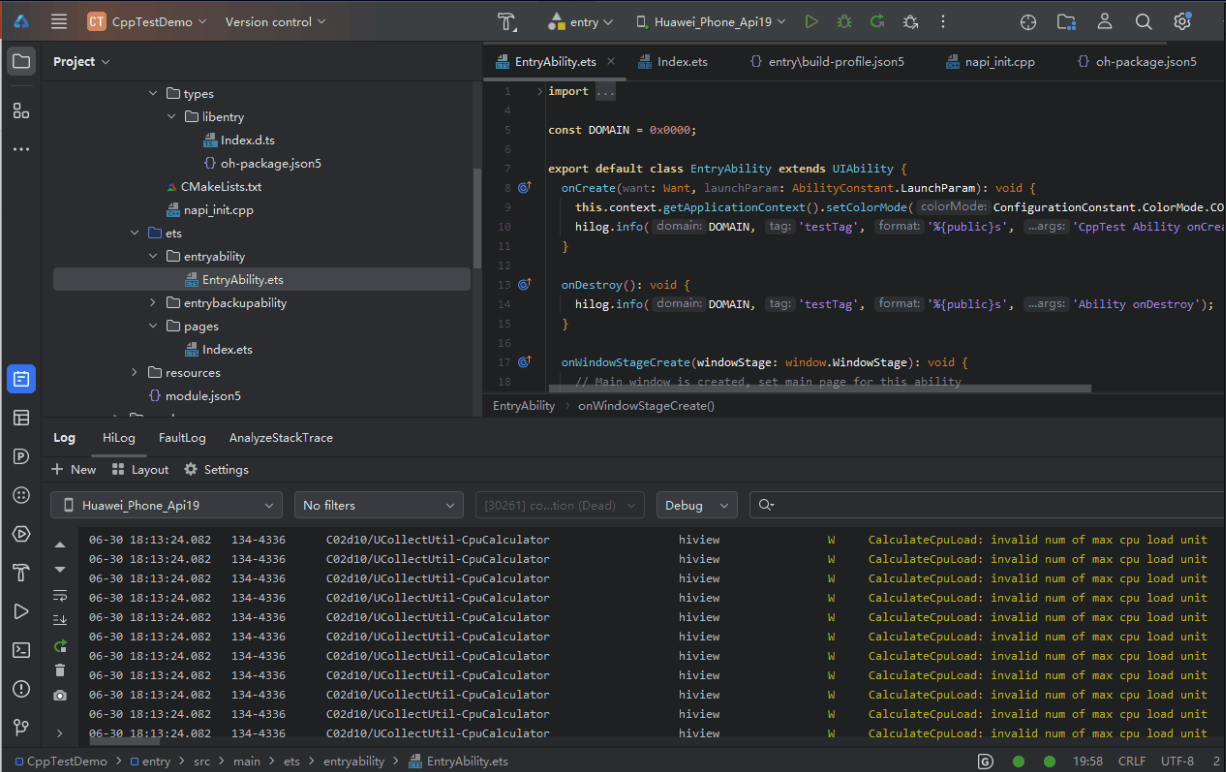 CT CppTestDemo Version control entry Huawei_Phone_Api19
Project
EntryAbility.ets Index.ets entry\build-profile.json5 napi_init.cpp oh-package.json5
types
libentry
Index.d.ts
oh-package.json5
CMakeLists.txt
napi_init.cpp
ets
entryability
EntryAbility.ets
entrybackupability
pages
Index.ets
resources
module.json5
1 import ...
4
5 const DOMAIN = 0x0000;
6
7 export default class EntryAbility extends UIAbility {
8 onCreate(want: Want, launchParam: AbilityConstant.LaunchParam): void {
9 this.context.getApplicationContext().setColorMode( colorMode: ConfigurationConstant.ColorMode.CO
10 hilog.info( domain: DOMAIN, tag: 'testTag', format: '%{public}s', ...args: 'CppTest Ability onCrea
11 }
12
13 onDestroy(): void {
14 hilog.info( domain: DOMAIN, tag: 'testTag', format: '%{public}s', ...args: 'Ability onDestroy');
15 }
16
17 onWindowStageCreate(windowStage: window.WindowStage): void {
18 // Main window is created, set main page for this ability
EntryAbility onWindowStageCreate()
Log HiLog FaultLog AnalyzeStackTrace
New Layout Settings
Huawei_Phone_Api19 No filters [30261] co...tion (Dead) Debug
06-30 18:13:24.082 134-4336 C02d10/UCollectUtil-CpuCalculator hiview W CalculateCpuLoad: invalid num of max cpu load unit
06-30 18:13:24.082 134-4336 C02d10/UCollectUtil-CpuCalculator hiview W CalculateCpuLoad: invalid num of max cpu load unit
06-30 18:13:24.082 134-4336 C02d10/UCollectUtil-CpuCalculator hiview W CalculateCpuLoad: invalid num of max cpu load unit
06-30 18:13:24.082 134-4336 C02d10/UCollectUtil-CpuCalculator hiview W CalculateCpuLoad: invalid num of max cpu load unit
06-30 18:13:24.082 134-4336 C02d10/UCollectUtil-CpuCalculator hiview W CalculateCpuLoad: invalid num of max cpu load unit
06-30 18:13:24.082 134-4336 C02d10/UCollectUtil-CpuCalculator hiview W CalculateCpuLoad: invalid num of max cpu load unit
06-30 18:13:24.082 134-4336 C02d10/UCollectUtil-CpuCalculator hiview W CalculateCpuLoad: invalid num of max cpu load unit
06-30 18:13:24.082 134-4336 C02d10/UCollectUtil-CpuCalculator hiview W CalculateCpuLoad: invalid num of max cpu load unit
06-30 18:13:24.082 134-4336 C02d10/UCollectUtil-CpuCalculator hiview W CalculateCpuLoad: invalid num of max cpu load unit
06-30 18:13:24.082 134-4336 C02d10/UCollectUtil-CpuCalculator hiview W CalculateCpuLoad: invalid num of max cpu load unit
06-30 18:13:24.082 134-4336 C02d10/UCollectUtil-CpuCalculator hiview W CalculateCpuLoad: invalid num of max cpu load unit
CppTestDemo entry src main ets entryability EntryAbility.ets 19:58 CRLF UTF-8 2